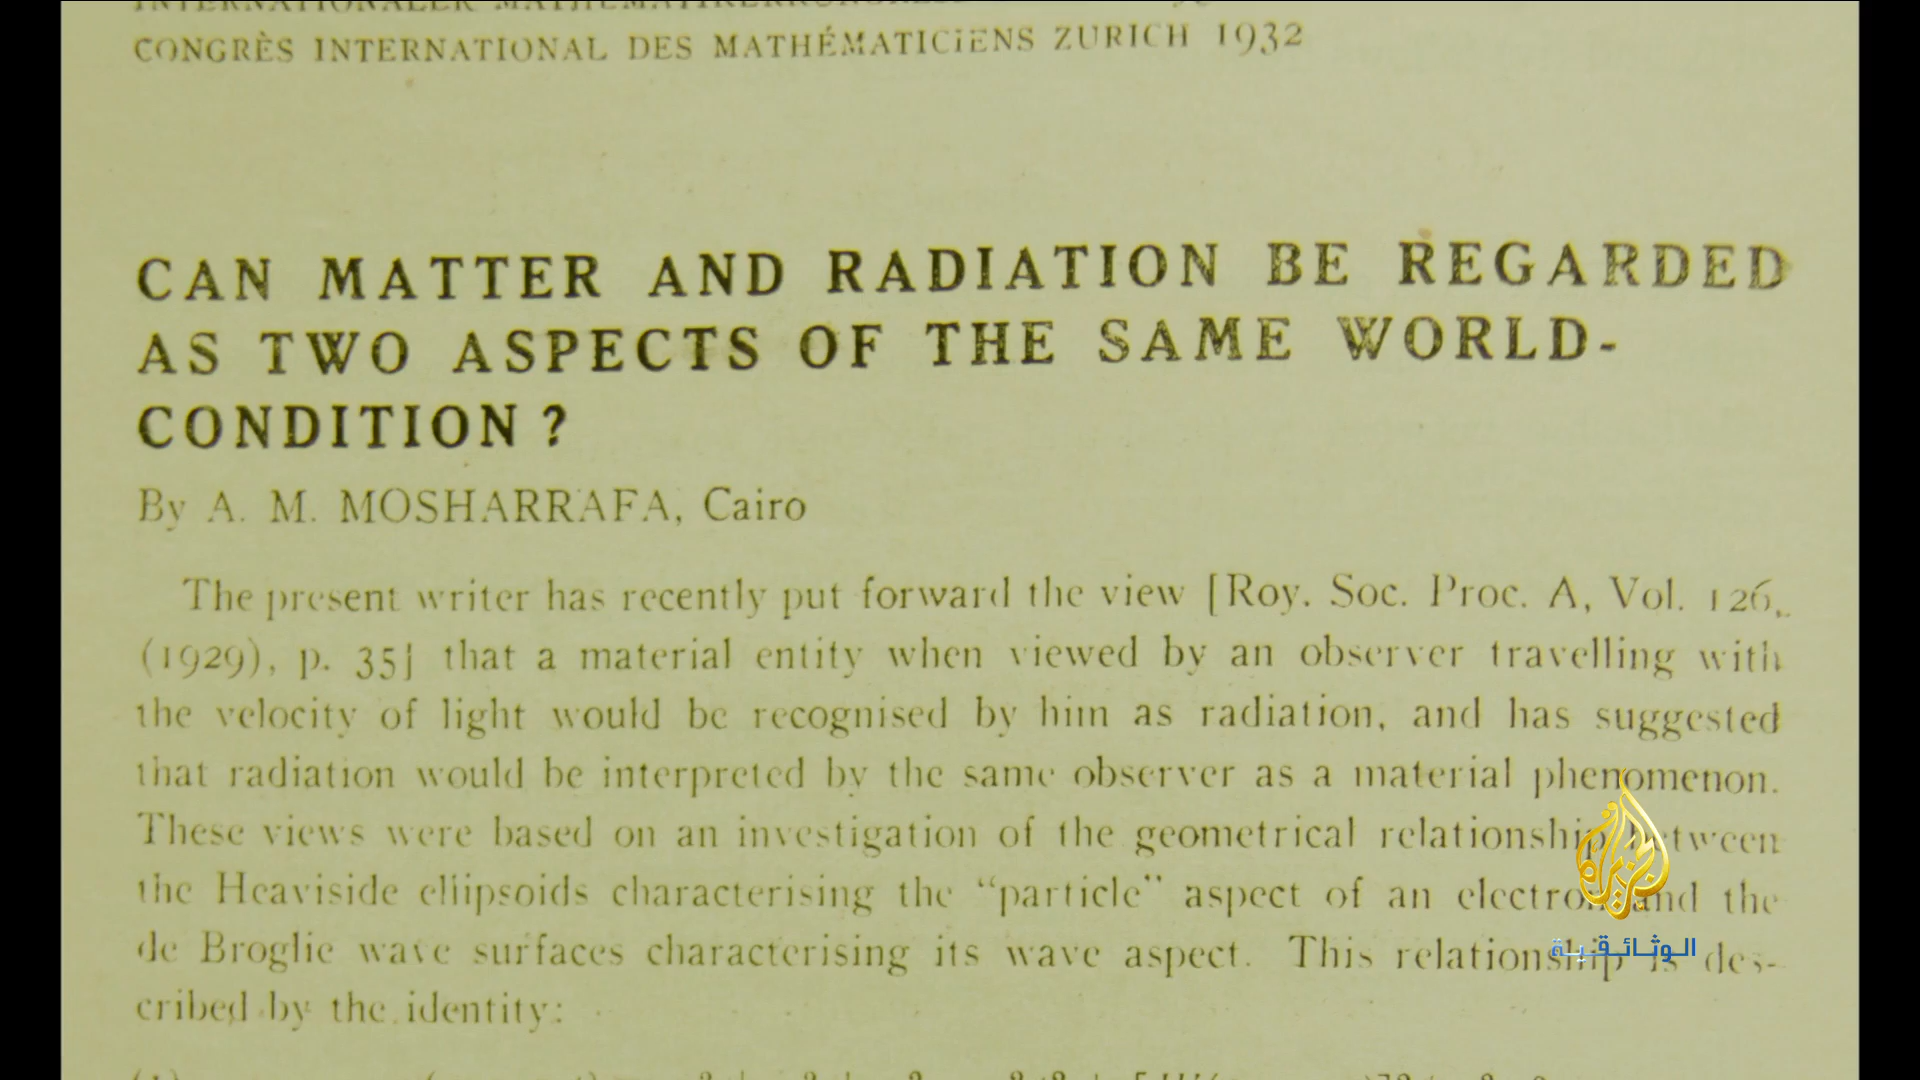 INTERNATIONALER MATHEMATIKERKONGRESS
CONGRÈS INTERNATIONAL DES MATHÉMATICIENS ZURICH 1932
CAN MATTER AND RADIATION BE REGARDED
AS TWO ASPECTS OF THE SAME WORLD-
CONDITION?
By A. M. MOSHARRAFA, Cairo
The present writer has recently put forward the view [Roy. Soc. Proc. A, Vol. 126,
(1929), p. 35] that a material entity when viewed by an observer travelling with
the velocity of light would be recognised by him as radiation, and has suggested
that radiation would be interpreted by the same observer as a material phenomenon.
These views were based on an investigation of the geometrical relationship between
the Heaviside ellipsoids characterising the “particle” aspect of an electron and the
de Broglie wave surfaces characterising its wave aspect. This relationship is des-
cribed by the identity:
الجزيرة
الوثائقية